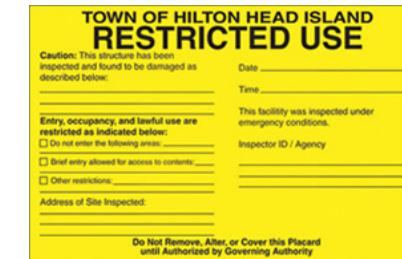 TOWN OF HILTON HEAD ISLAND
RESTRICTED USE
Caution: This structure has been
inspected and found to be damaged as
described below:
Entry, occupancy, and lawful use are
restricted as indicated below:
Do not enter the following areas:
Brief entry allowed for access to contents:
Other restrictions:
Address of Site Inspected:
Date
Time
This facility was inspected under
emergency conditions.
Inspector ID / Agency
Do Not Remove, Alter, or Cover this Placard
until Authorized by Governing Authority